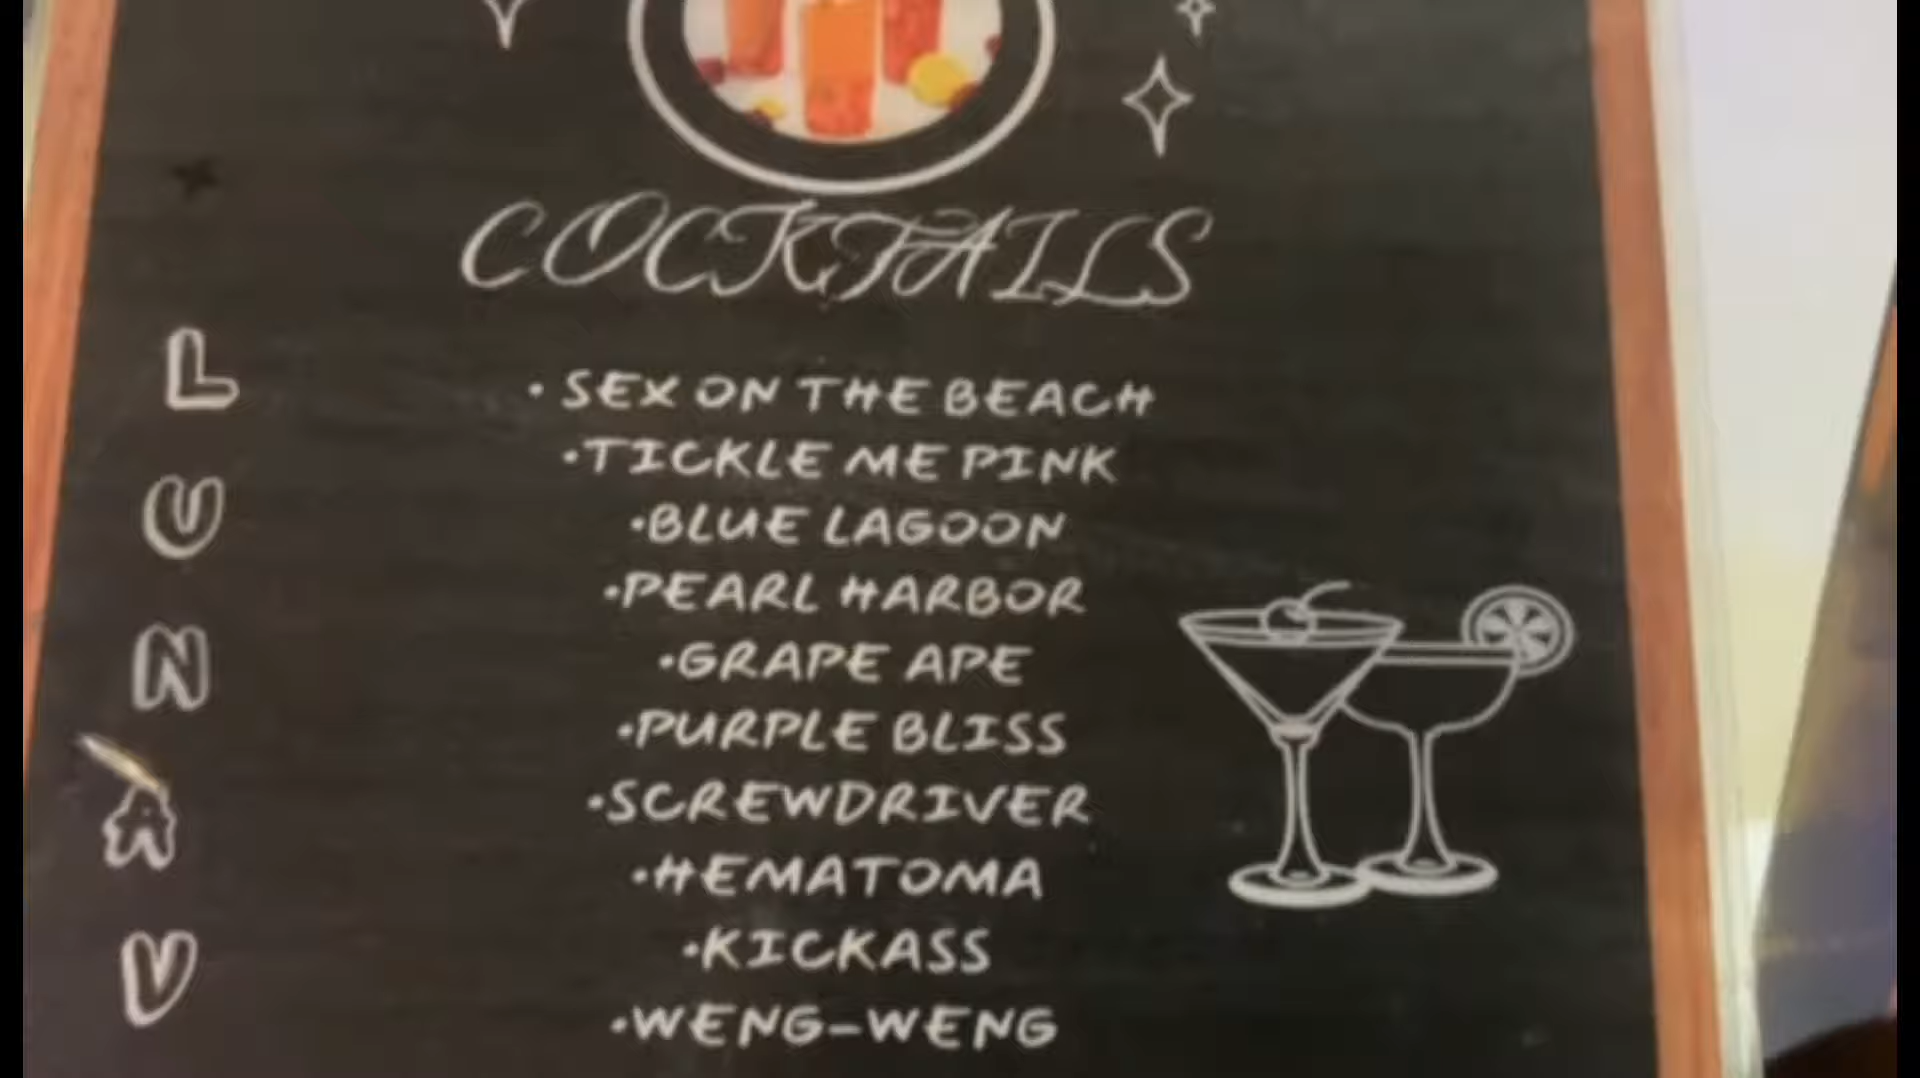 COCKTAILS
• SEX ON THE BEACH
•TICKLE ME PINK
•BLUE LAGOON
•PEARL HARBOR
•GRAPE APE
•PURPLE BLISS
•SCREWDRIVER
•HEMATOMA
•KICKASS
•WENG-WENG
L
U
N
A
V